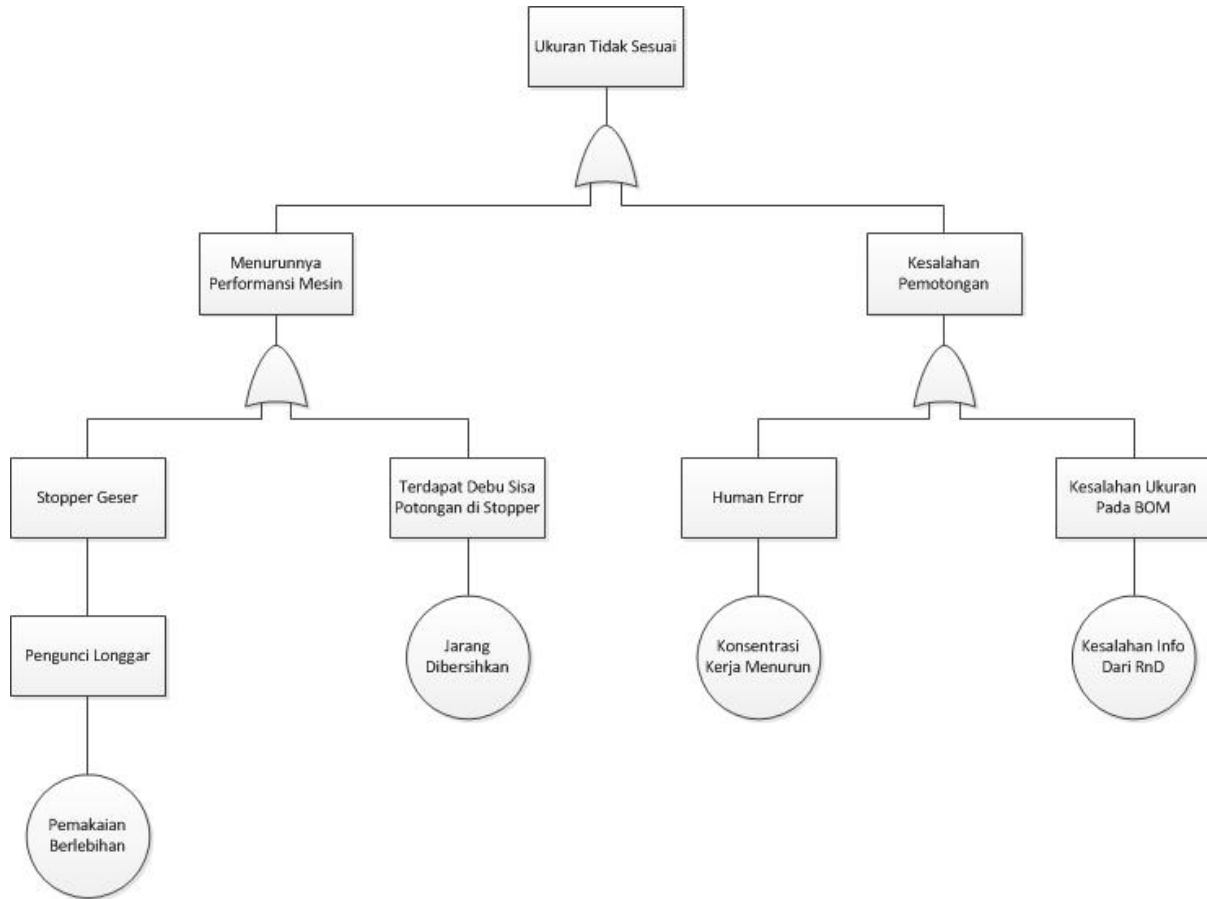 Ukuran Tidak Sesuai
Menurunnya
Performansi Mesin
Kesalahan
Pemotongan
Stopper Geser
Terdapat Debu Sisa
Potongan di Stopper
Human Error
Kesalahan Ukuran
Pada BOM
Pengunci Longgar
Jarang
Dibersihkan
Konsentrasi
Kerja Menurun
Kesalahan Info
Dari RnD
Pemakaian
Berlebihan